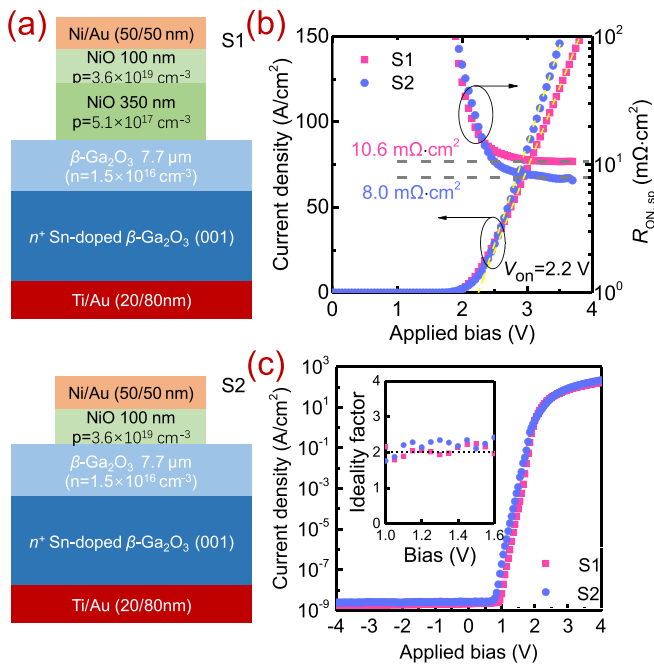 (a)
Ni/Au (50/50 nm)
S1
NiO 100 nm
p=3.6×10¹⁹ cm⁻³
NiO 350 nm
p=5.1×10¹⁷ cm⁻³
β-Ga₂O₃ 7.7 μm
(n=1.5×10¹⁶ cm⁻³)
n⁺ Sn-doped β-Ga₂O₃ (001)
Ti/Au (20/80nm)
(b)
S1
S2
10.6 mΩ·cm²
8.0 mΩ·cm²
Von=2.2 V
Current density (A/cm²)
150
125
100
75
50
25
0
0 1 2 3 4
Applied bias (V)
10²
10¹
10⁰
RON, sp (mΩ·cm²)
Ni/Au (50/50 nm)
S2
NiO 100 nm
p=3.6×10¹⁹ cm⁻³
β-Ga₂O₃ 7.7 μm
(n=1.5×10¹⁶ cm⁻³)
n⁺ Sn-doped β-Ga₂O₃ (001)
Ti/Au (20/80nm)
(c)
Current density (A/cm²)
10³
10¹
10⁻¹
10⁻³
10⁻⁵
10⁻⁷
10⁻⁹
-4 -3 -2 -1 0 1 2 3 4
Applied bias (V)
Ideality factor
4
3
2
1
0
1.0 1.2 1.4 1.6
Bias (V)
S1
S2